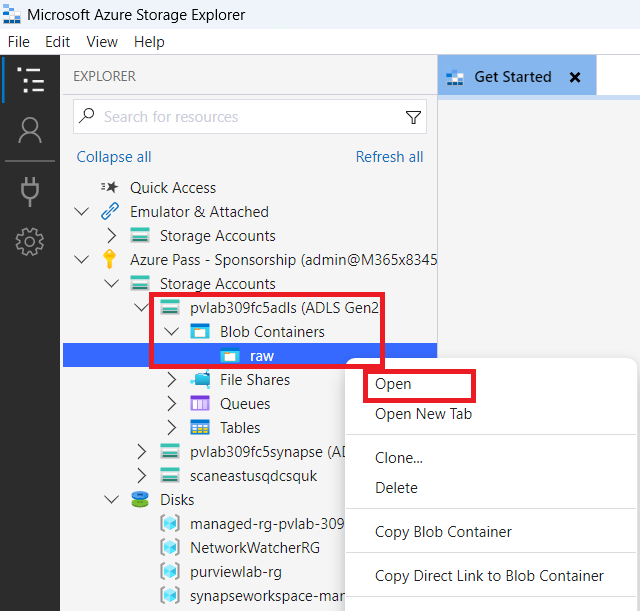 Microsoft Azure Storage Explorer
File Edit View Help
EXPLORER
Get Started
Search for resources
Collapse all
Refresh all
Quick Access
Emulator & Attached
Storage Accounts
Azure Pass - Sponsorship (admin@M365x8345
Storage Accounts
pvlab309fc5adls (ADLS Gen2
Blob Containers
raw
File Shares
Queues
Tables
pvlab309fc5synapse (AD
scaneastusqdcsquk
Disks
managed-rg-pvlab-309
NetworkWatcherRG
purviewlab-rg
synapseworkspace-man
Open
Open New Tab
Clone...
Delete
Copy Blob Container
Copy Direct Link to Blob Container